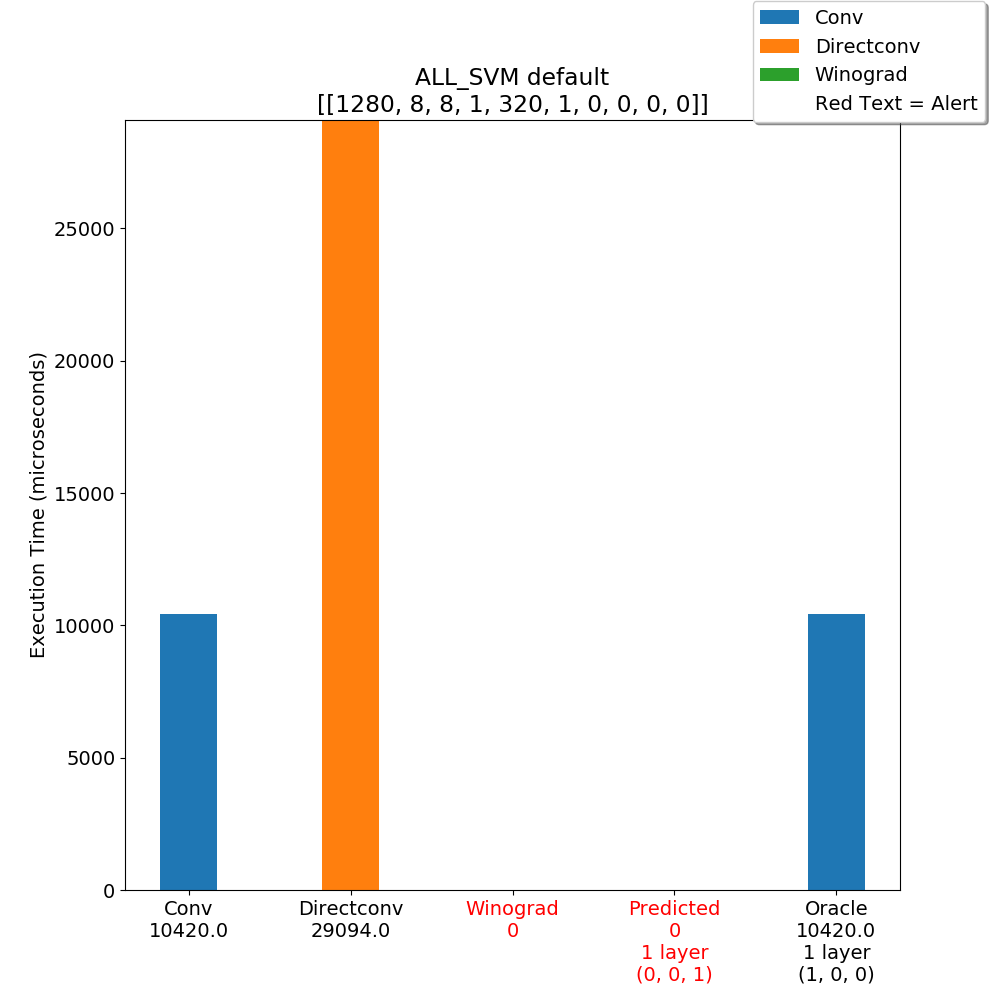 Conv
Directconv
Winograd
Red Text = Alert
ALL_SVM default
[[1280, 8, 8, 1, 320, 1, 0, 0, 0, 0]]
Execution Time (microseconds)
25000
20000
15000
10000
5000
0
Conv
10420.0
Directconv
29094.0
Winograd
0
Predicted
0
1 layer
(0, 0, 1)
Oracle
10420.0
1 layer
(1, 0, 0)